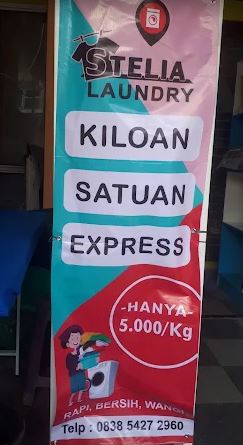 STELIA
LAUNDRY
KILOAN
SATUAN
EXPRESS
-HANYA-
5.000/Kg
RAPI, BERSIH, WANGI
Telp : 0838 5427 2960